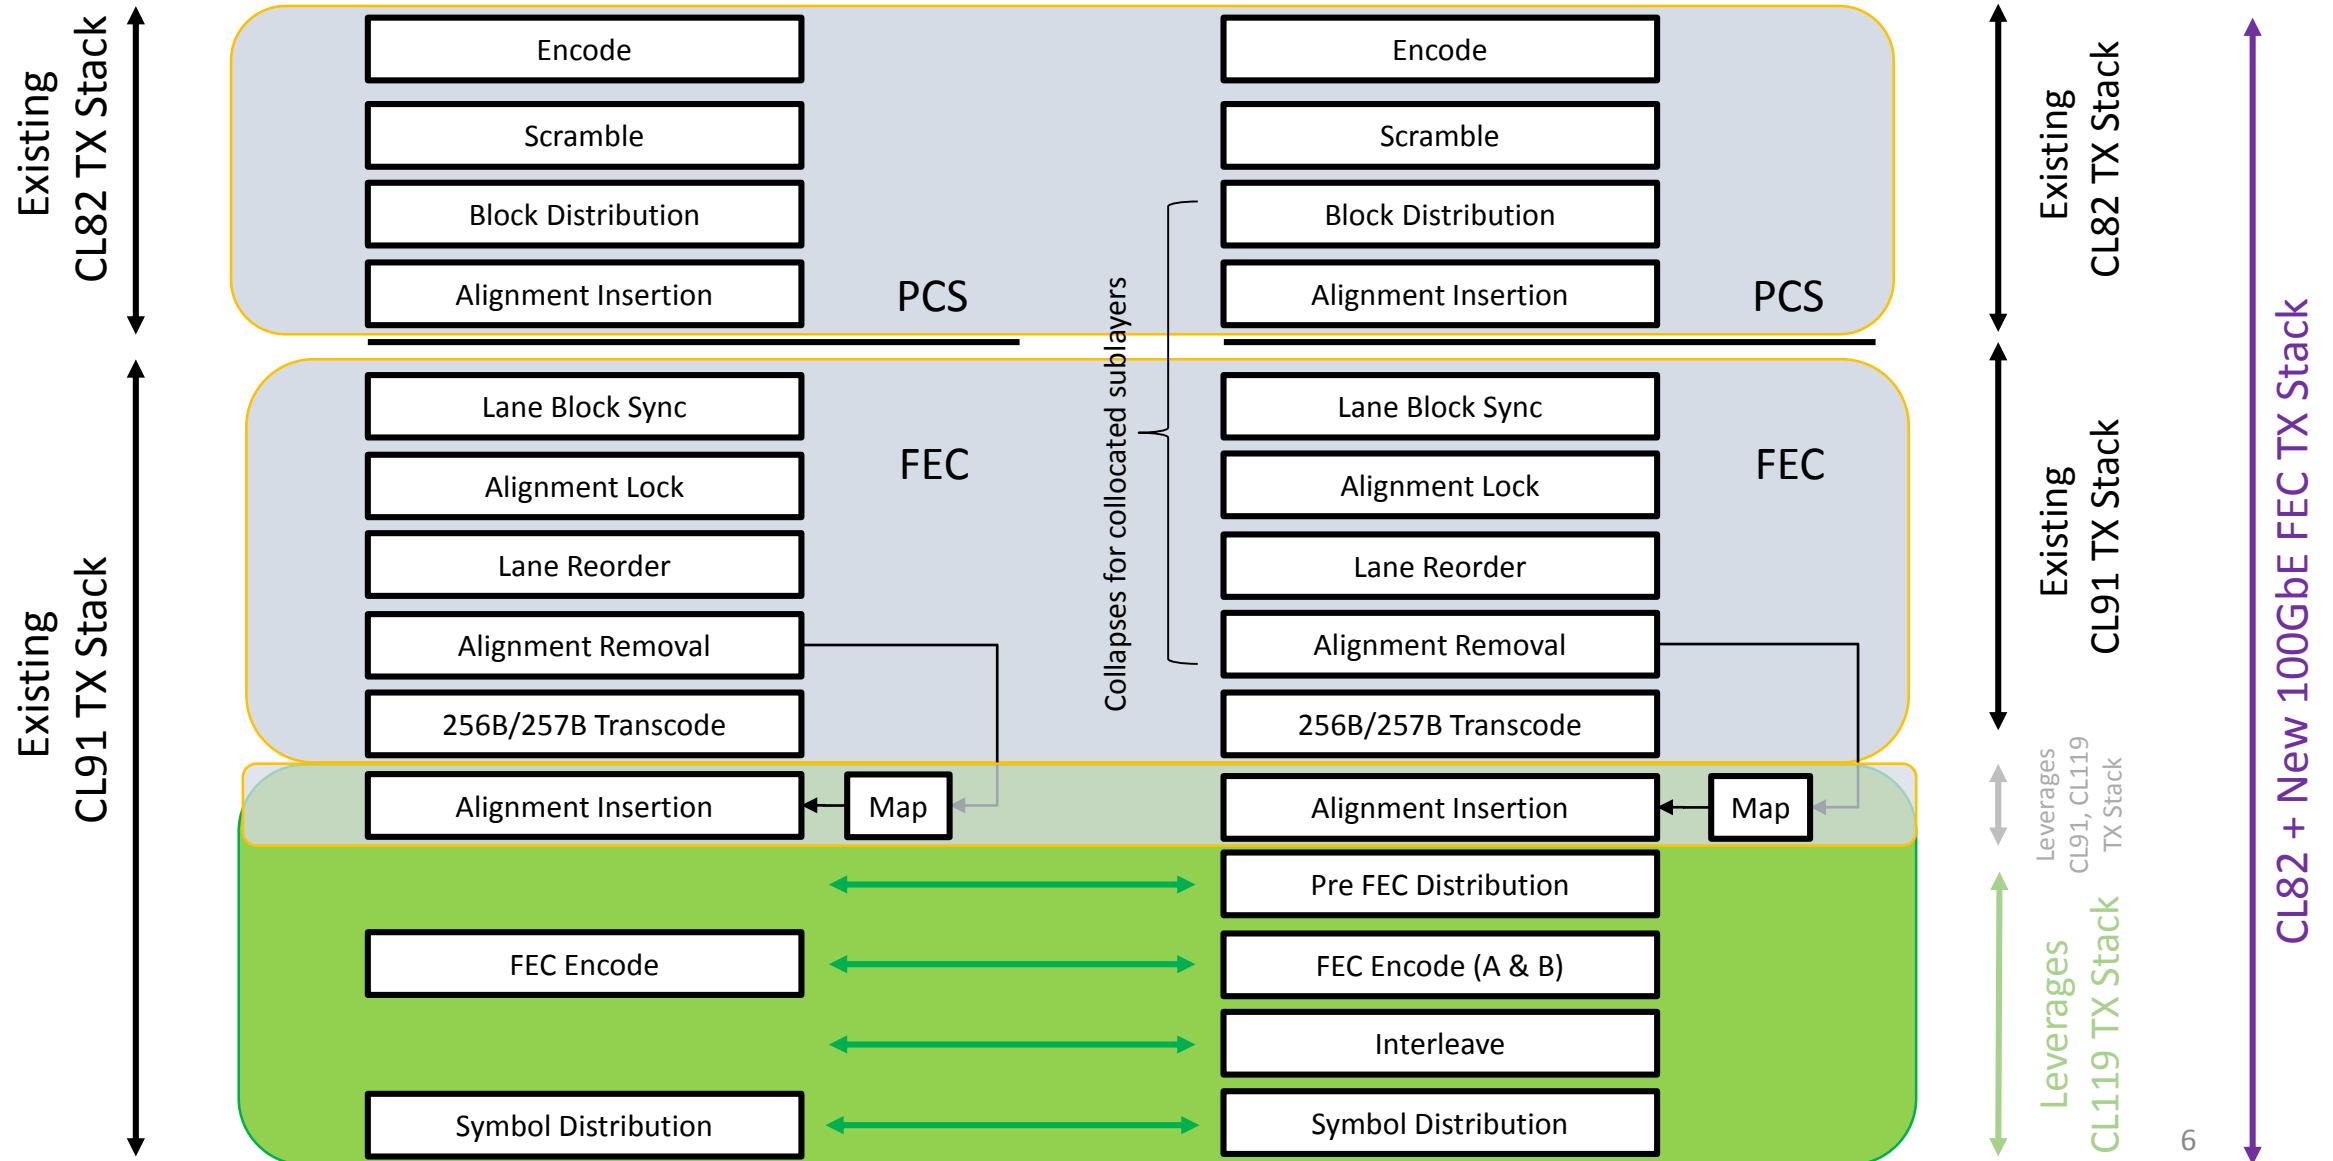 Existing
CL82 TX Stack
Encode
Scramble
Block Distribution
Alignment Insertion
PCS
Encode
Scramble
Block Distribution
Alignment Insertion
PCS
Existing
CL82 TX Stack
Existing
CL91 TX Stack
Lane Block Sync
Alignment Lock
Lane Reorder
Alignment Removal
256B/257B Transcode
FEC
Alignment Insertion
Map
FEC Encode
Symbol Distribution
Collapses for collocated sublayers
Lane Block Sync
Alignment Lock
Lane Reorder
Alignment Removal
256B/257B Transcode
FEC
Alignment Insertion
Map
Pre FEC Distribution
FEC Encode (A & B)
Interleave
Symbol Distribution
Existing
CL91 TX Stack
Leverages
CL91, CL119
TX Stack
Leverages
CL119 TX Stack
CL82 + New 100GbE FEC TX Stack
6